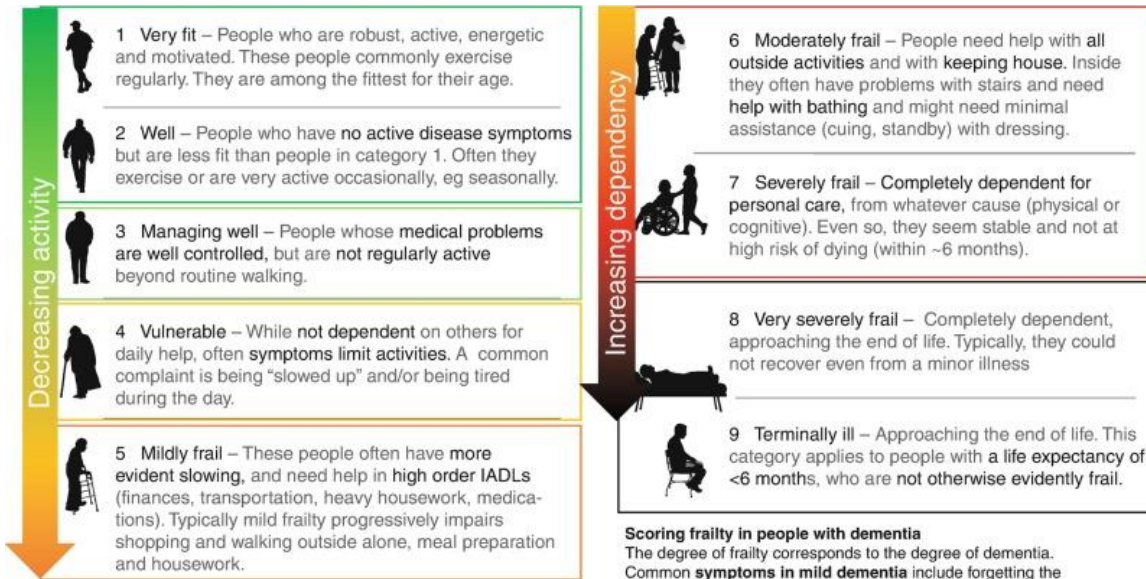 Decreasing activity
1 Very fit – People who are robust, active, energetic
and motivated. These people commonly exercise
regularly. They are among the fittest for their age.
2 Well – People who have no active disease symptoms
but are less fit than people in category 1. Often they
exercise or are very active occasionally, eg seasonally.
3 Managing well – People whose medical problems
are well controlled, but are not regularly active
beyond routine walking.
4 Vulnerable – While not dependent on others for
daily help, often symptoms limit activities. A common
complaint is being “slowed up” and/or being tired
during the day.
5 Mildly frail – These people often have more
evident slowing, and need help in high order IADLs
(finances, transportation, heavy housework, medica-
tions). Typically mild frailty progressively impairs
shopping and walking outside alone, meal preparation
and housework.
Increasing dependency
6 Moderately frail – People need help with all
outside activities and with keeping house. Inside
they often have problems with stairs and need
help with bathing and might need minimal
assistance (cuing, standby) with dressing.
7 Severely frail – Completely dependent for
personal care, from whatever cause (physical or
cognitive). Even so, they seem stable and not at
high risk of dying (within ~6 months).
8 Very severely frail – Completely dependent,
approaching the end of life. Typically, they could
not recover even from a minor illness
9 Terminally ill – Approaching the end of life. This
category applies to people with a life expectancy of
<6 months, who are not otherwise evidently frail.
Scoring frailty in people with dementia
The degree of frailty corresponds to the degree of dementia.
Common symptoms in mild dementia include forgetting the